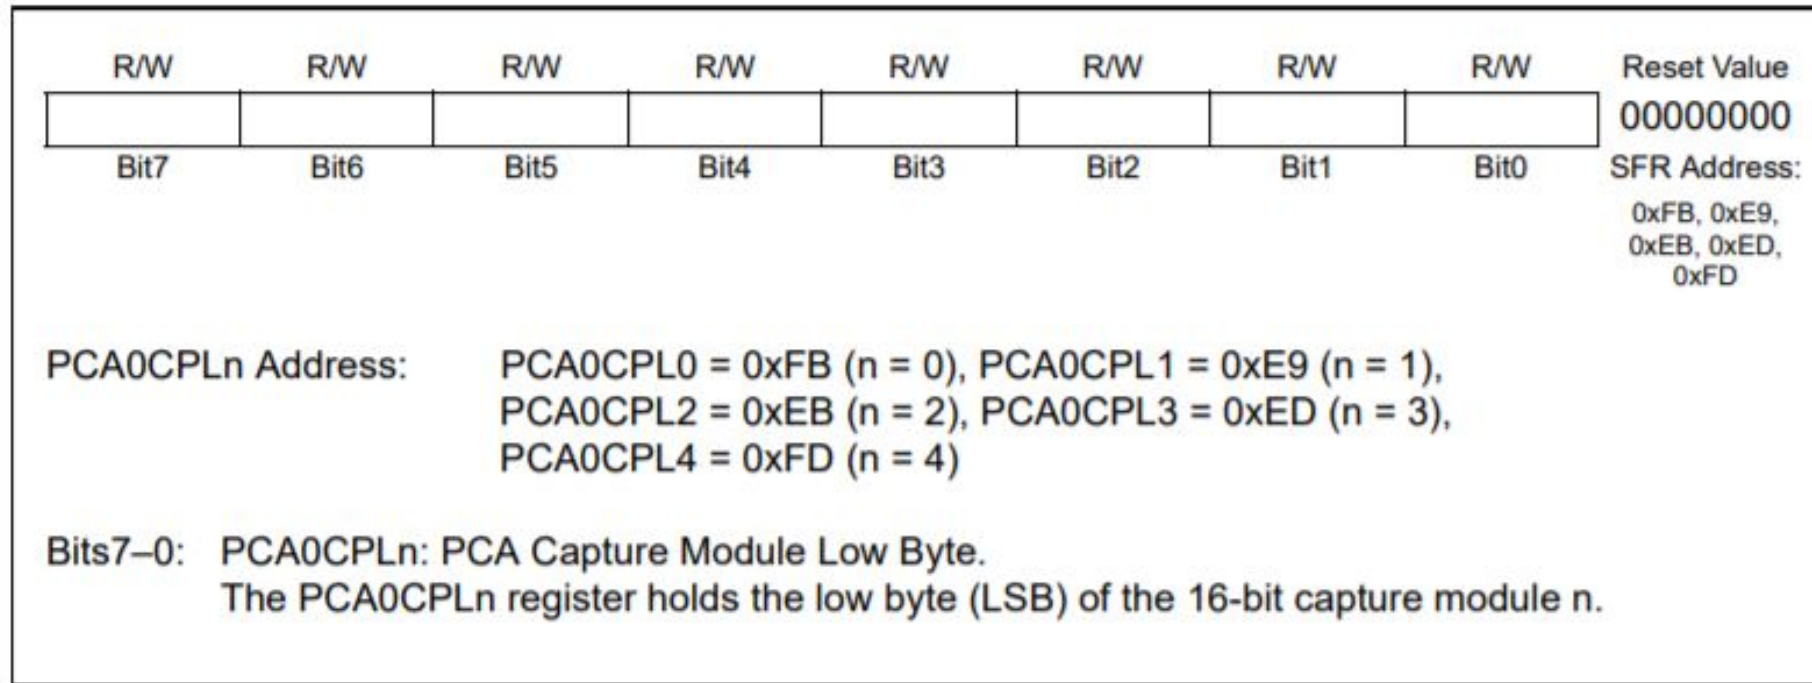 R/W R/W R/W R/W R/W R/W R/W R/W Reset Value
00000000
Bit7 Bit6 Bit5 Bit4 Bit3 Bit2 Bit1 Bit0 SFR Address:
0xFB, 0xE9,
0xEB, 0xED,
0xFD
PCA0CPLn Address: PCA0CPL0 = 0xFB (n = 0), PCA0CPL1 = 0xE9 (n = 1),
PCA0CPL2 = 0xEB (n = 2), PCA0CPL3 = 0xED (n = 3),
PCA0CPL4 = 0xFD (n = 4)
Bits7–0: PCA0CPLn: PCA Capture Module Low Byte.
The PCA0CPLn register holds the low byte (LSB) of the 16-bit capture module n.